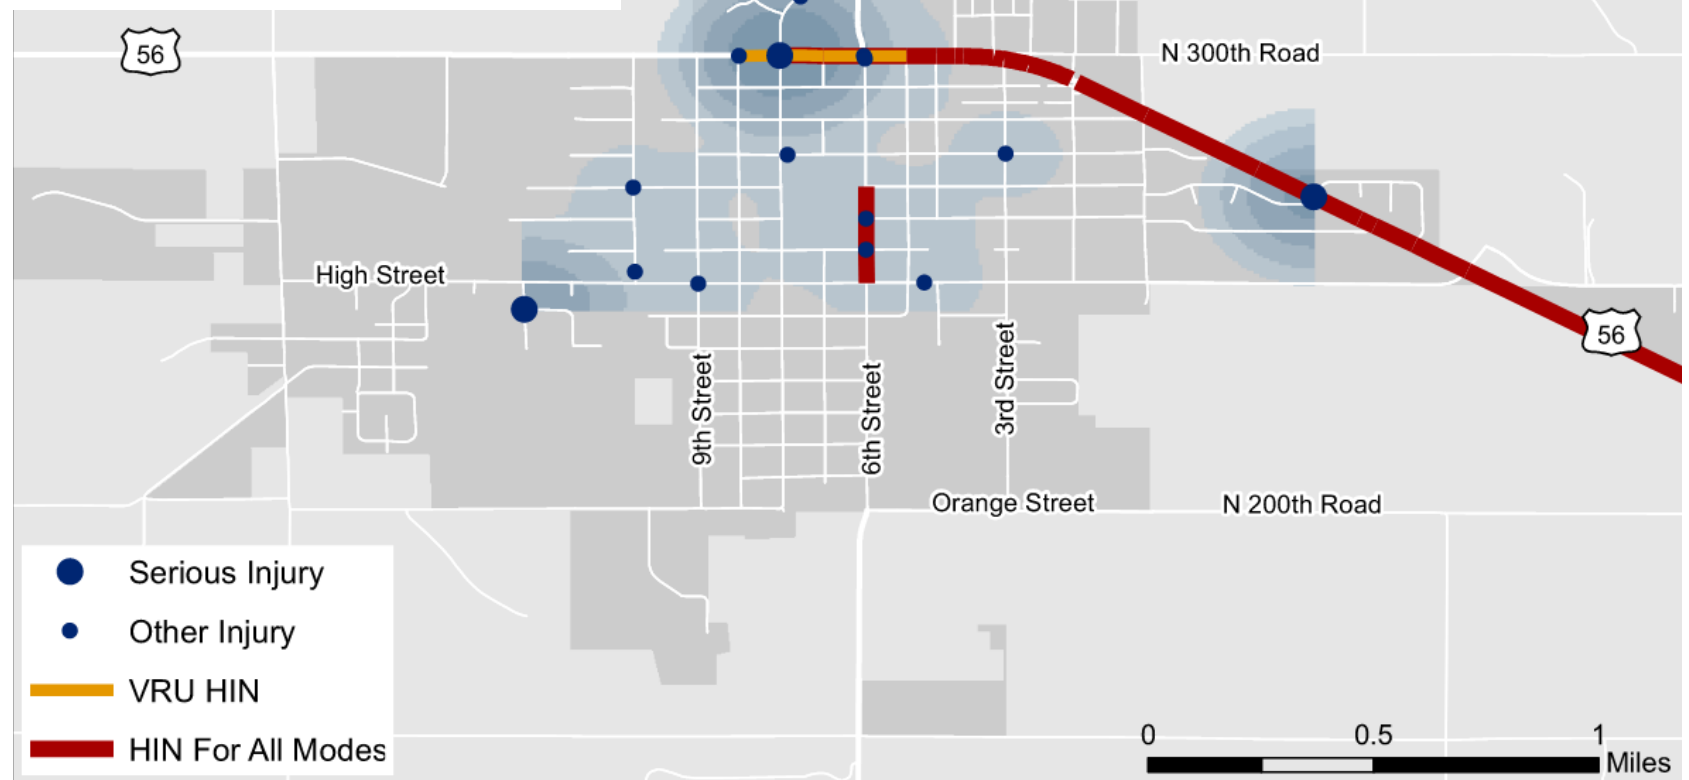 56
N 300th Road
High Street
56
9th Street
6th Street
3rd Street
Orange Street
N 200th Road
Serious Injury
Other Injury
VRU HIN
HIN For All Modes
0 0.5 1
Miles